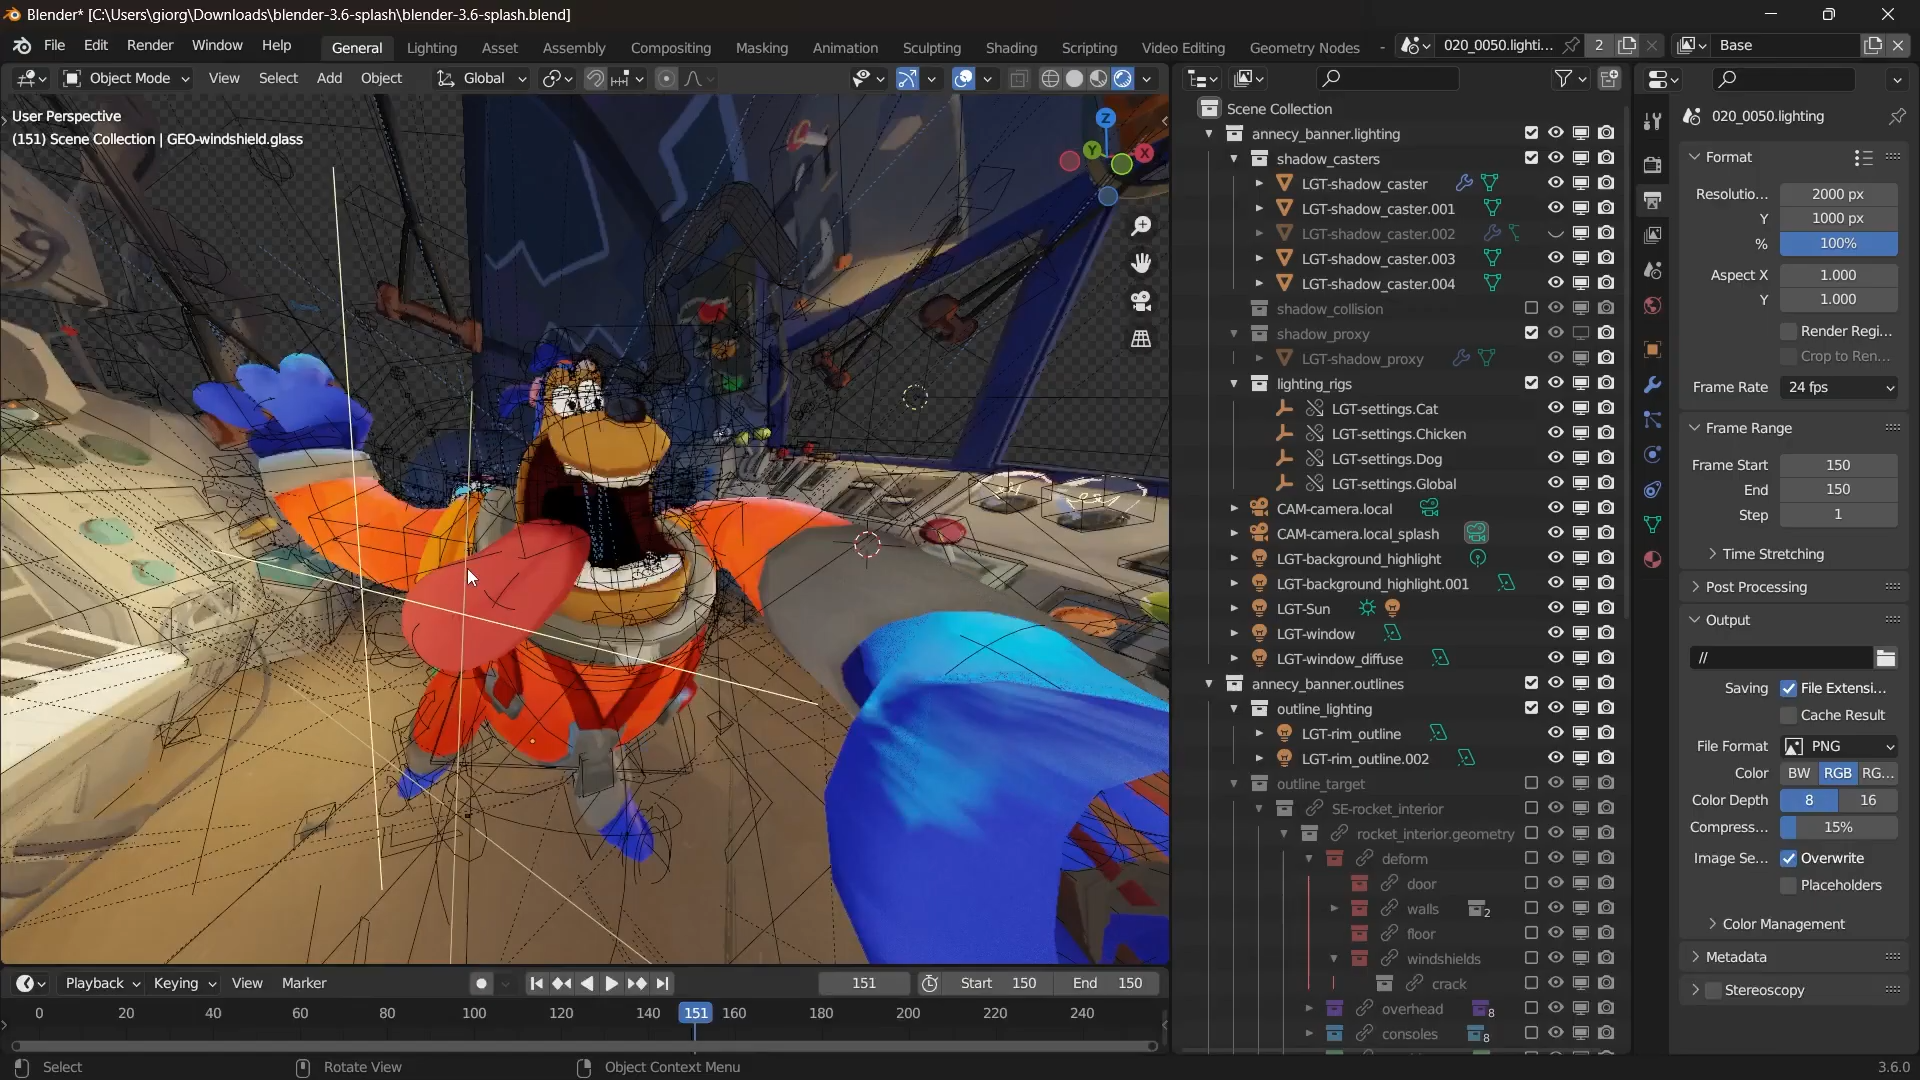 Blender* [C:\Users\giorg\Downloads\blender-3.6-splash\blender-3.6-splash.blend]
File Edit Render Window Help General Lighting Asset Assembly Compositing Masking Animation Sculpting Shading Scripting Video Editing Geometry Nodes 020_0050.lighti... 2 Base
Object Mode View Select Add Object Global
User Perspective
(151) Scene Collection | GEO-windshield.glass
Z
Y
X
Scene Collection
annecy_banner.lighting
shadow_casters
LGT-shadow_caster
LGT-shadow_caster.001
LGT-shadow_caster.002
LGT-shadow_caster.003
LGT-shadow_caster.004
shadow_collision
shadow_proxy
LGT-shadow_proxy
lighting_rigs
LGT-settings.Cat
LGT-settings.Chicken
LGT-settings.Dog
LGT-settings.Global
CAM-camera.local
CAM-camera.local_splash
LGT-background_highlight
LGT-background_highlight.001
LGT-Sun
LGT-window
LGT-window_diffuse
annecy_banner.outlines
outline_lighting
LGT-rim_outline
LGT-rim_outline.002
outline_target
SE-rocket_interior
rocket_interior.geometry
deform
door
walls 2
floor
windshields
crack
overhead 8
consoles 8
020_0050.lighting
Format
Resolutio... 2000 px
Y 1000 px
% 100%
Aspect X 1.000
Y 1.000
Render Regi...
Crop to Ren...
Frame Rate 24 fps
Frame Range
Frame Start 150
End 150
Step 1
Time Stretching
Post Processing
Output
//
Saving File Extensi...
Cache Result
File Format PNG
Color BW RGB RG...
Color Depth 8 16
Compress... 15%
Image Se... Overwrite
Placeholders
Color Management
Metadata
Stereoscopy
Playback Keying View Marker 151 Start 150 End 150
0 20 40 60 80 100 120 140 151 160 180 200 220 240
Select Rotate View Object Context Menu 3.6.0